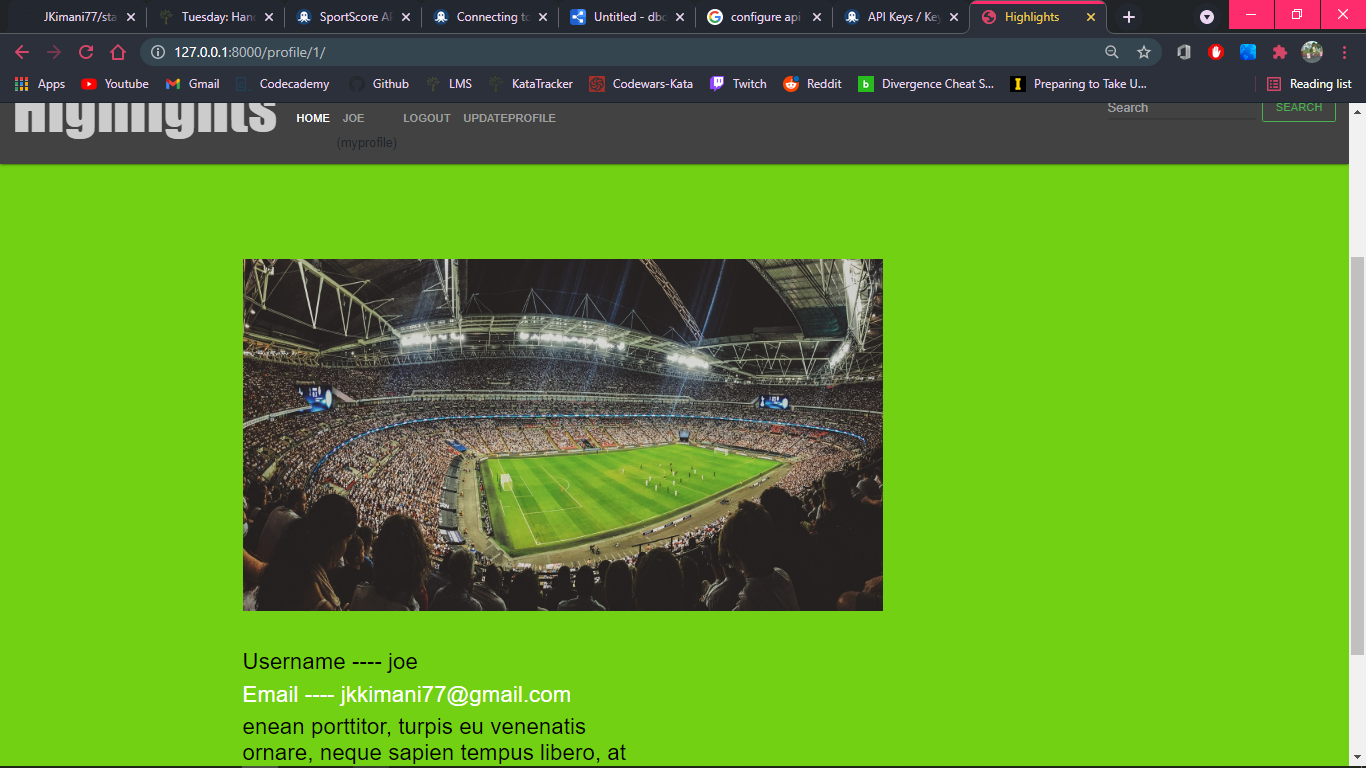 JKimani77/sta
Tuesday: Han
SportScore A
Connecting to
Untitled - dbd
configure api
API Keys / Key
Highlights
127.0.0.1:8000/profile/1/
Apps
Youtube
Gmail
Codecademy
Github
LMS
KataTracker
Codewars-Kata
Twitch
Reddit
b
Divergence Cheat S...
Preparing to Take U...
Reading list
Highlights
HOME
JOE
LOGOUT
UPDATEPROFILE
(myprofile)
Search
SEARCH
Username ---- joe
Email ---- jkkimani77@gmail.com
enean porttitor, turpis eu venenatis
ornare, neque sapien tempus libero, at